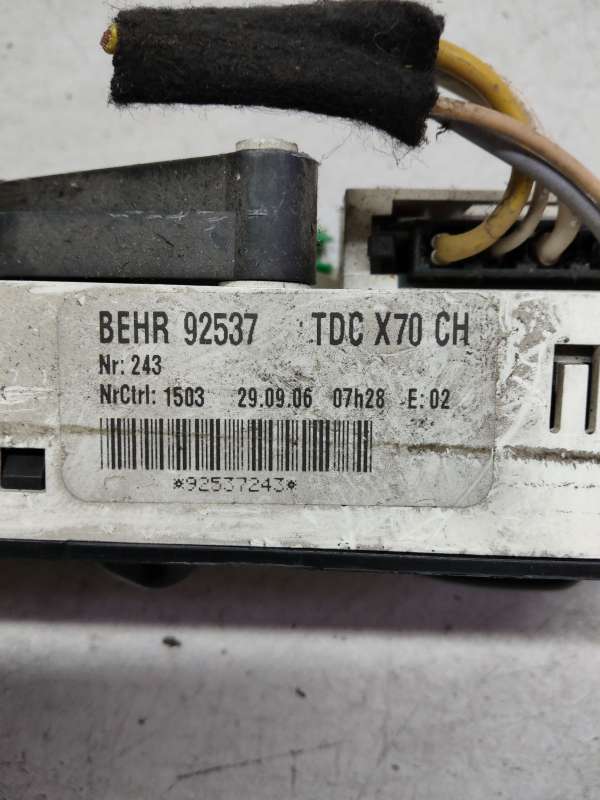 BEHR 92537 TDC X70 CH
Nr: 243
NrCtrl: 1503 29.09.06 07h28 E: 02
*92537243*